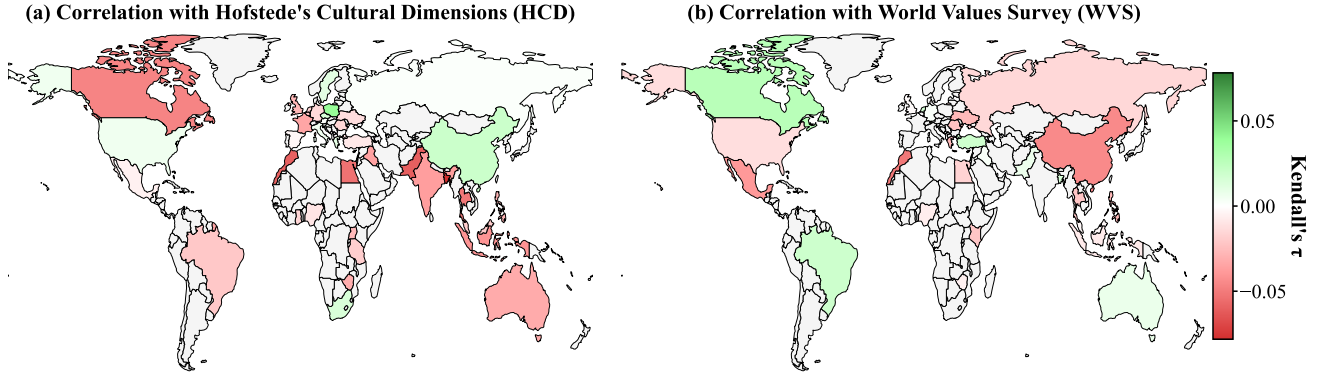 (a) Correlation with Hofstede's Cultural Dimensions (HCD)
(b) Correlation with World Values Survey (WVS)
0.05
0.00
−0.05
Kendall's τ